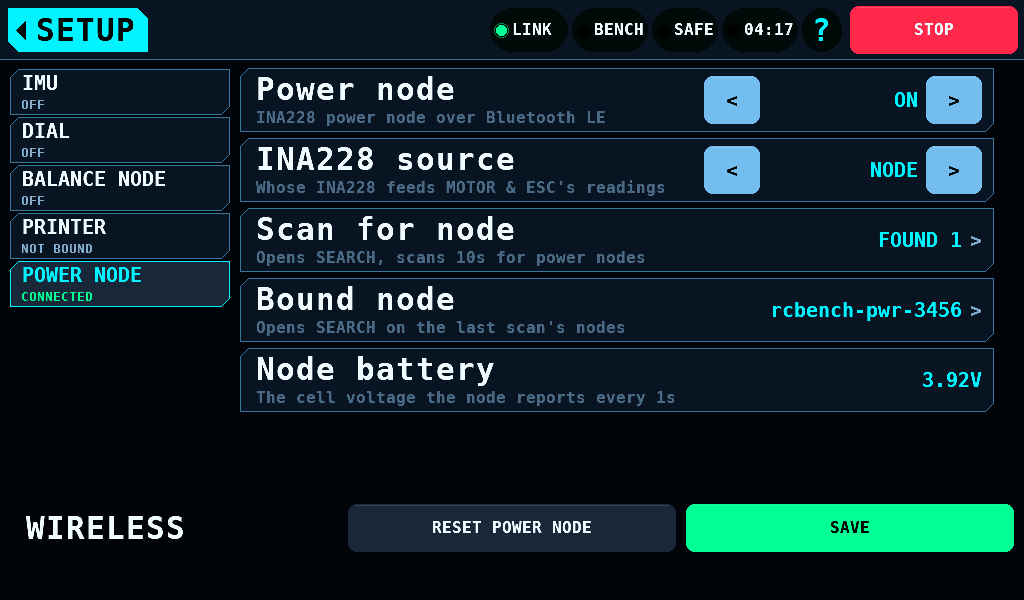 SETUP
LINK
BENCH
SAFE
04:17
?
STOP
IMU
OFF
DIAL
OFF
BALANCE NODE
OFF
PRINTER
NOT BOUND
POWER NODE
CONNECTED
Power node
INA228 power node over Bluetooth LE
<
ON
>
INA228 source
Whose INA228 feeds MOTOR & ESC's readings
<
NODE
>
Scan for node
Opens SEARCH, scans 10s for power nodes
FOUND 1 >
Bound node
Opens SEARCH on the last scan's nodes
rcbench-pwr-3456 >
Node battery
The cell voltage the node reports every 1s
3.92V
WIRELESS
RESET POWER NODE
SAVE